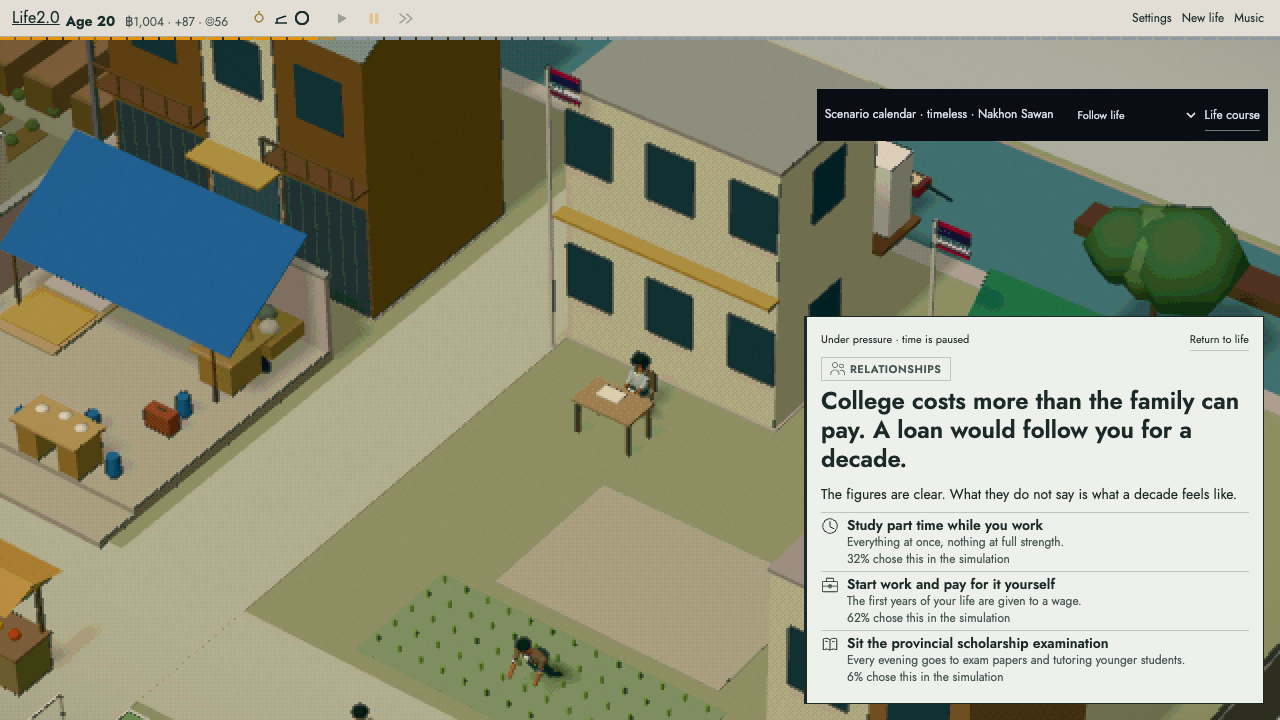 Life2.0 Age 20 ฿1,004 · +87 · ☺56
Settings New life Music
Scenario calendar · timeless · Nakhon Sawan Follow life Life course
Under pressure · time is paused Return to life
RELATIONSHIPS
College costs more than the family can
pay. A loan would follow you for a
decade.
The figures are clear. What they do not say is what a decade feels like.
Study part time while you work
Everything at once, nothing at full strength.
32% chose this in the simulation
Start work and pay for it yourself
The first years of your life are given to a wage.
62% chose this in the simulation
Sit the provincial scholarship examination
Every evening goes to exam papers and tutoring younger students.
6% chose this in the simulation